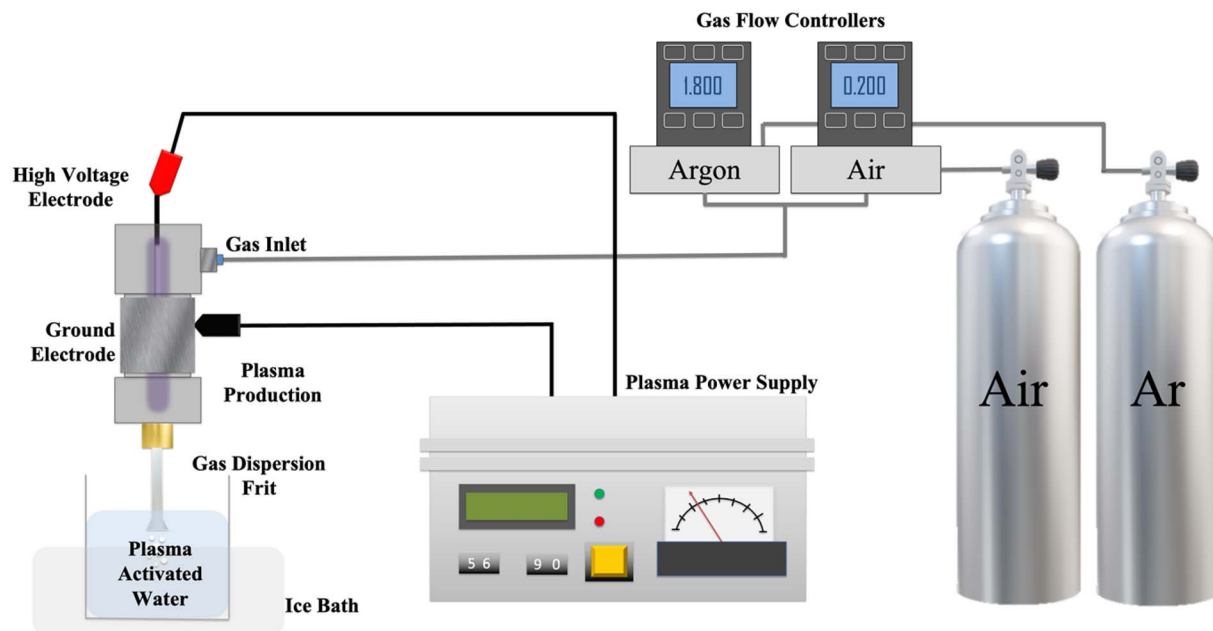 Gas Flow Controllers
1.800
0.200
Argon
Air
High Voltage
Electrode
Gas Inlet
Ground
Electrode
Plasma
Production
Plasma Power Supply
Air
Ar
Gas Dispersion
Frit
56
90
Plasma
Activated
Water
Ice Bath